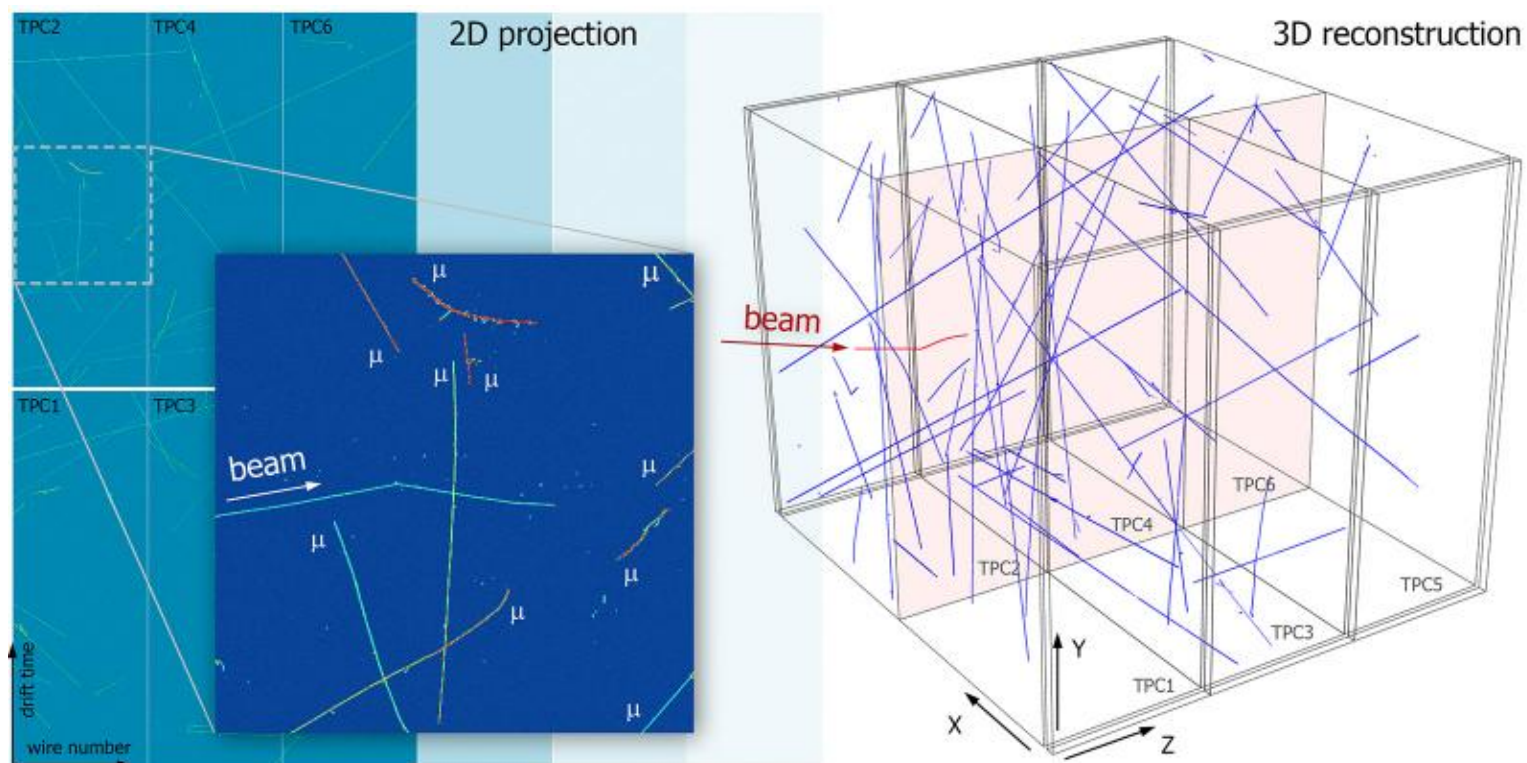 TPC2
TPC4
TPC6
2D projection
3D reconstruction
μ
μ
μ
μ
μ
beam
TPC1
TPC3
beam
μ
μ
μ
μ
μ
drift time
wire number
TPC6
TPC4
TPC2
TPC5
TPC3
TPC1
Y
X
Z